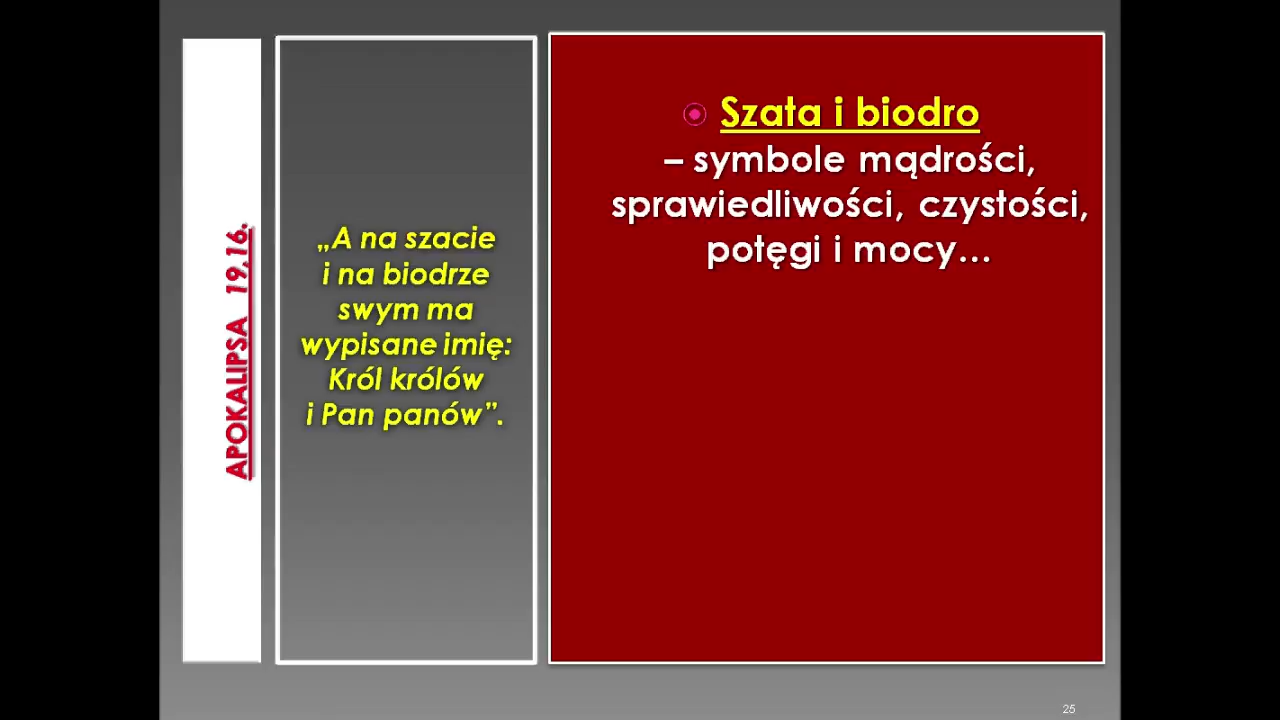 APOKALIPSA 19,16.
„A na szacie
i na biodrze
swym ma
wypisane imię:
Król królów
i Pan panów”.
Szata i biodro
– symbole mądrości,
sprawiedliwości, czystości,
potęgi i mocy...
25